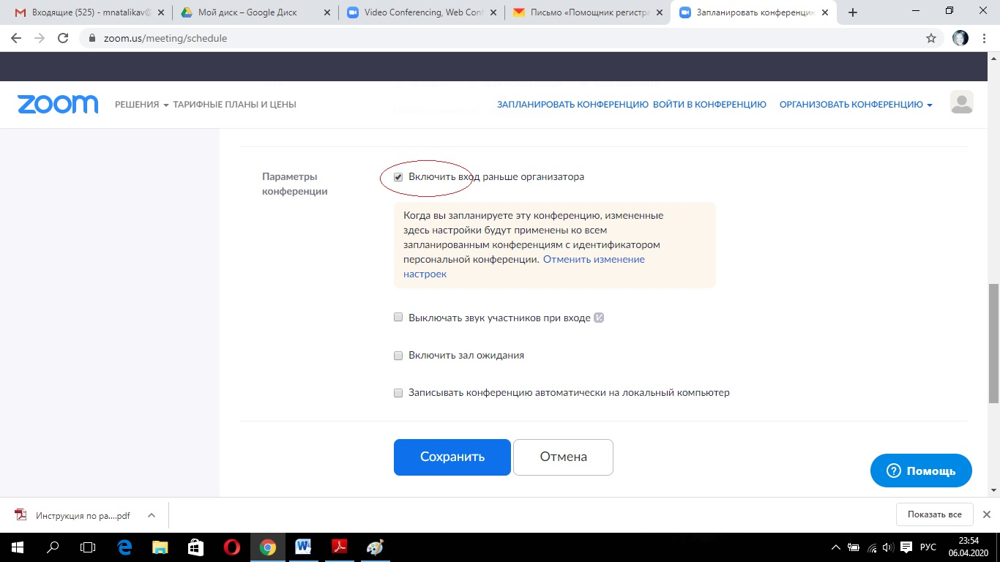 Входящие (525) - mnatalikav@
Мой диск – Google Диск
Video Conferencing, Web Conf
Письмо «Помощник регистра
Запланировать конференцик
zoom.us/meeting/schedule
zoom
РЕШЕНИЯ
ТАРИФНЫЕ ПЛАНЫ И ЦЕНЫ
ЗАПЛАНИРОВАТЬ КОНФЕРЕНЦИЮ
ВОЙТИ В КОНФЕРЕНЦИЮ
ОРГАНИЗОВАТЬ КОНФЕРЕНЦИЮ
Параметры
конференции
Включить вход раньше организатора
Когда вы запланируете эту конференцию, измененные
здесь настройки будут применены ко всем
запланированным конференциям с идентификатором
персональной конференции. Отменить изменение
настроек
Выключать звук участников при входе
Включить зал ожидания
Записывать конференцию автоматически на локальный компьютер
Сохранить
Отмена
Помощь
Инструкция по ра....pdf
Показать все
РУС
23:54
06.04.2020